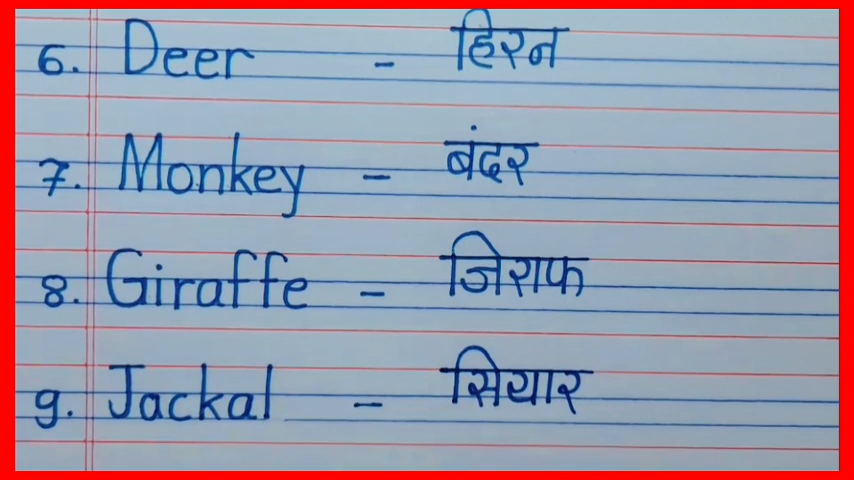 6. Deer - हिरन
7. Monkey - बंदर
8. Giraffe - जिराफ
9. Jackal - सियार